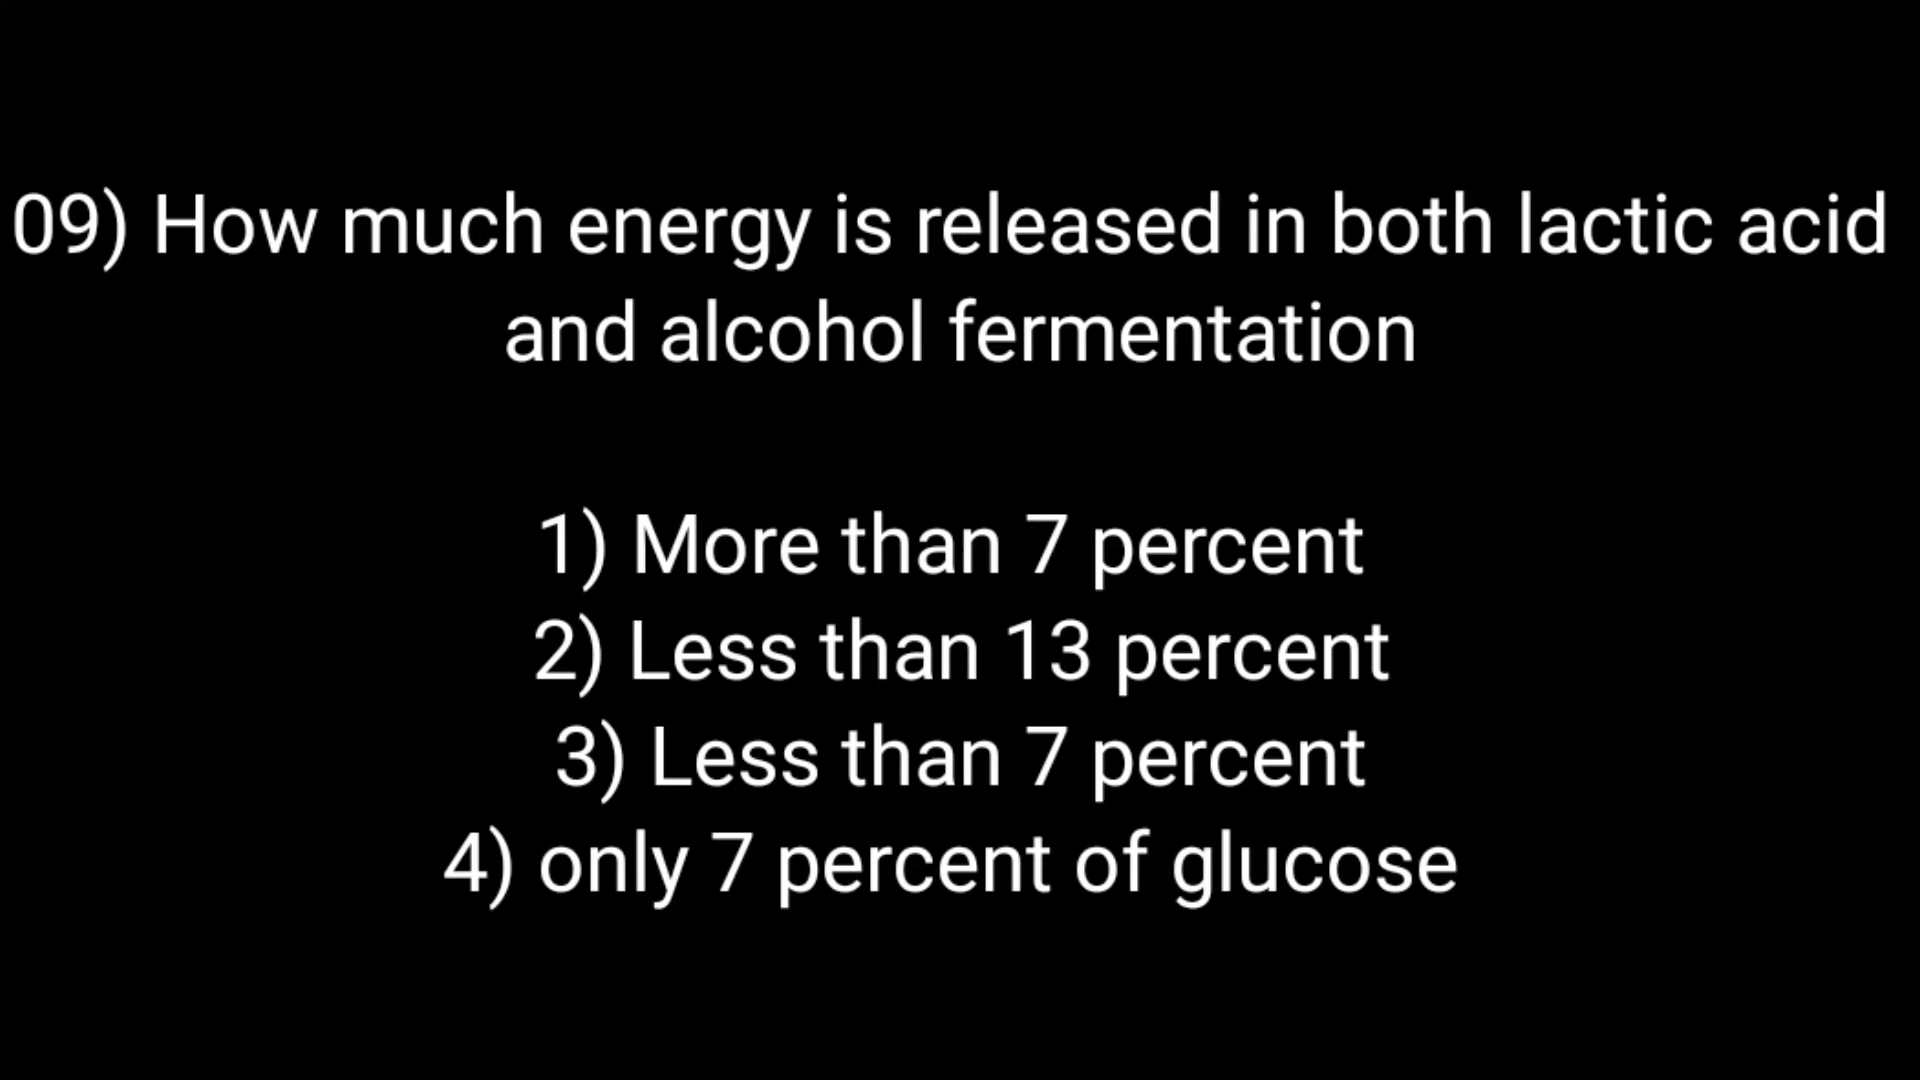 09) How much energy is released in both lactic acid
and alcohol fermentation
1) More than 7 percent
2) Less than 13 percent
3) Less than 7 percent
4) only 7 percent of glucose